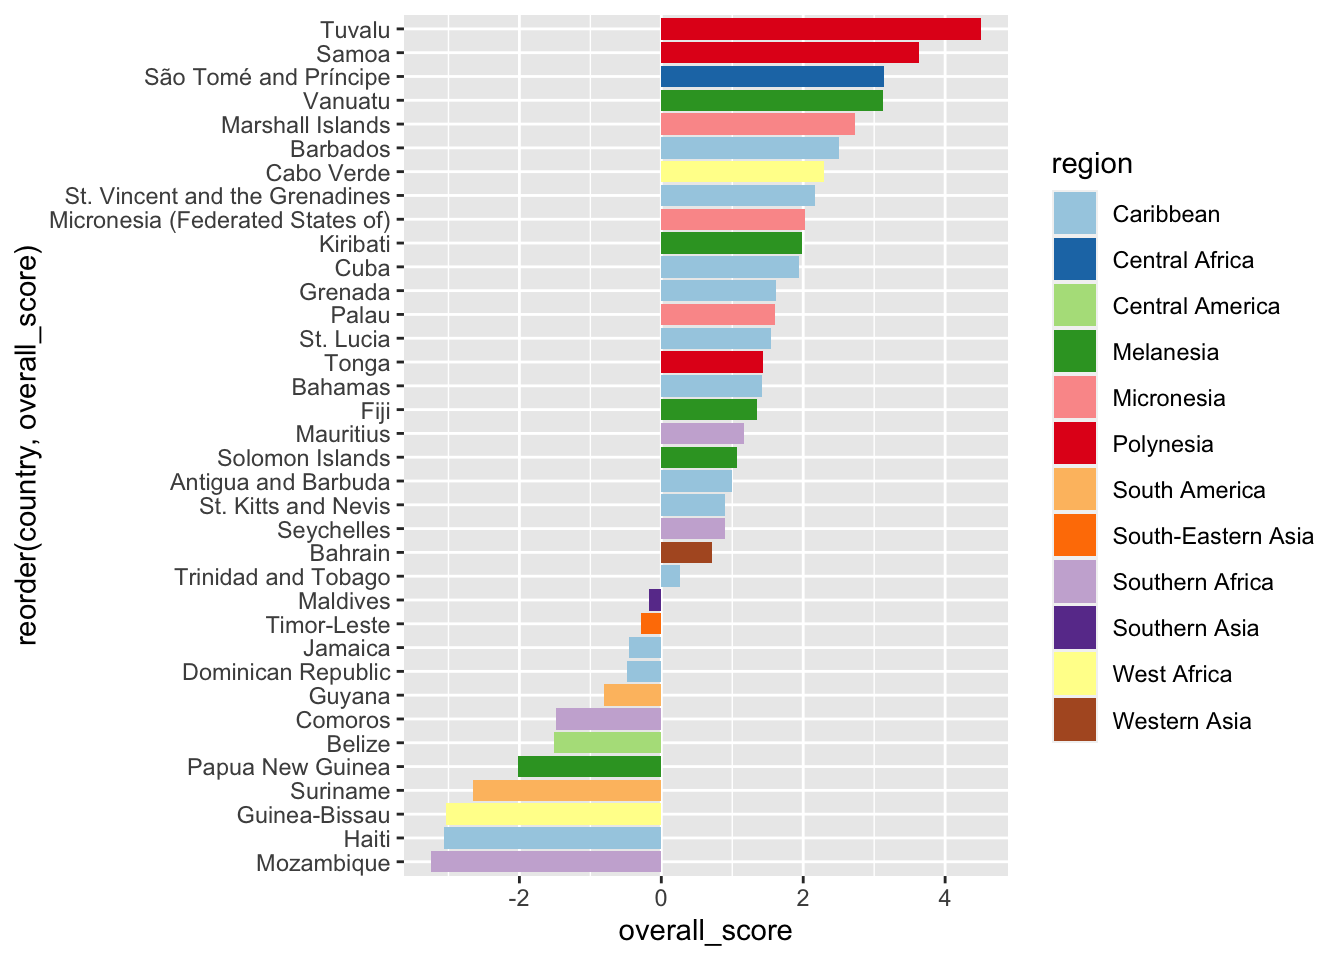 Tuvalu
Samoa
São Tomé and Príncipe
Vanuatu
Marshall Islands
Barbados
Cabo Verde
St. Vincent and the Grenadines
Micronesia (Federated States of)
Kiribati
Cuba
Grenada
Palau
St. Lucia
Tonga
Bahamas
Fiji
Mauritius
Solomon Islands
Antigua and Barbuda
St. Kitts and Nevis
Seychelles
Bahrain
Trinidad and Tobago
Maldives
Timor-Leste
Jamaica
Dominican Republic
Guyana
Comoros
Belize
Papua New Guinea
Suriname
Guinea-Bissau
Haiti
Mozambique
reorder(country, overall_score)
-2 0 2 4
overall_score
region
Caribbean
Central Africa
Central America
Melanesia
Micronesia
Polynesia
South America
South-Eastern Asia
Southern Africa
Southern Asia
West Africa
Western Asia